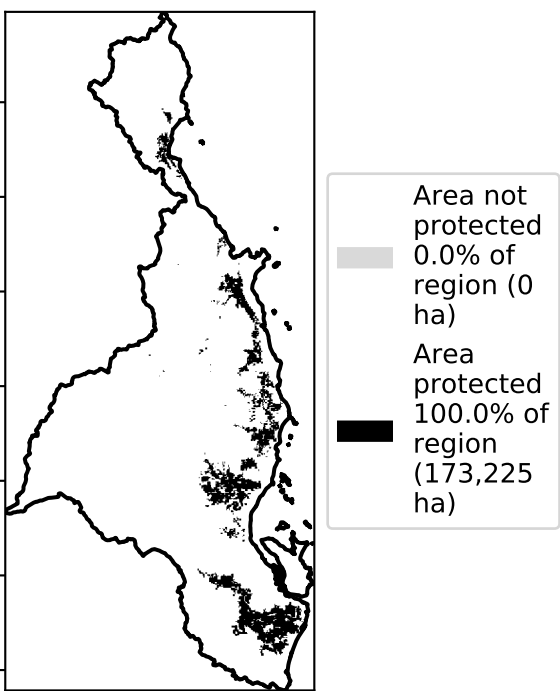 Area not
protected
0.0% of
region (0
ha)
Area
protected
100.0% of
region
(173,225
ha)